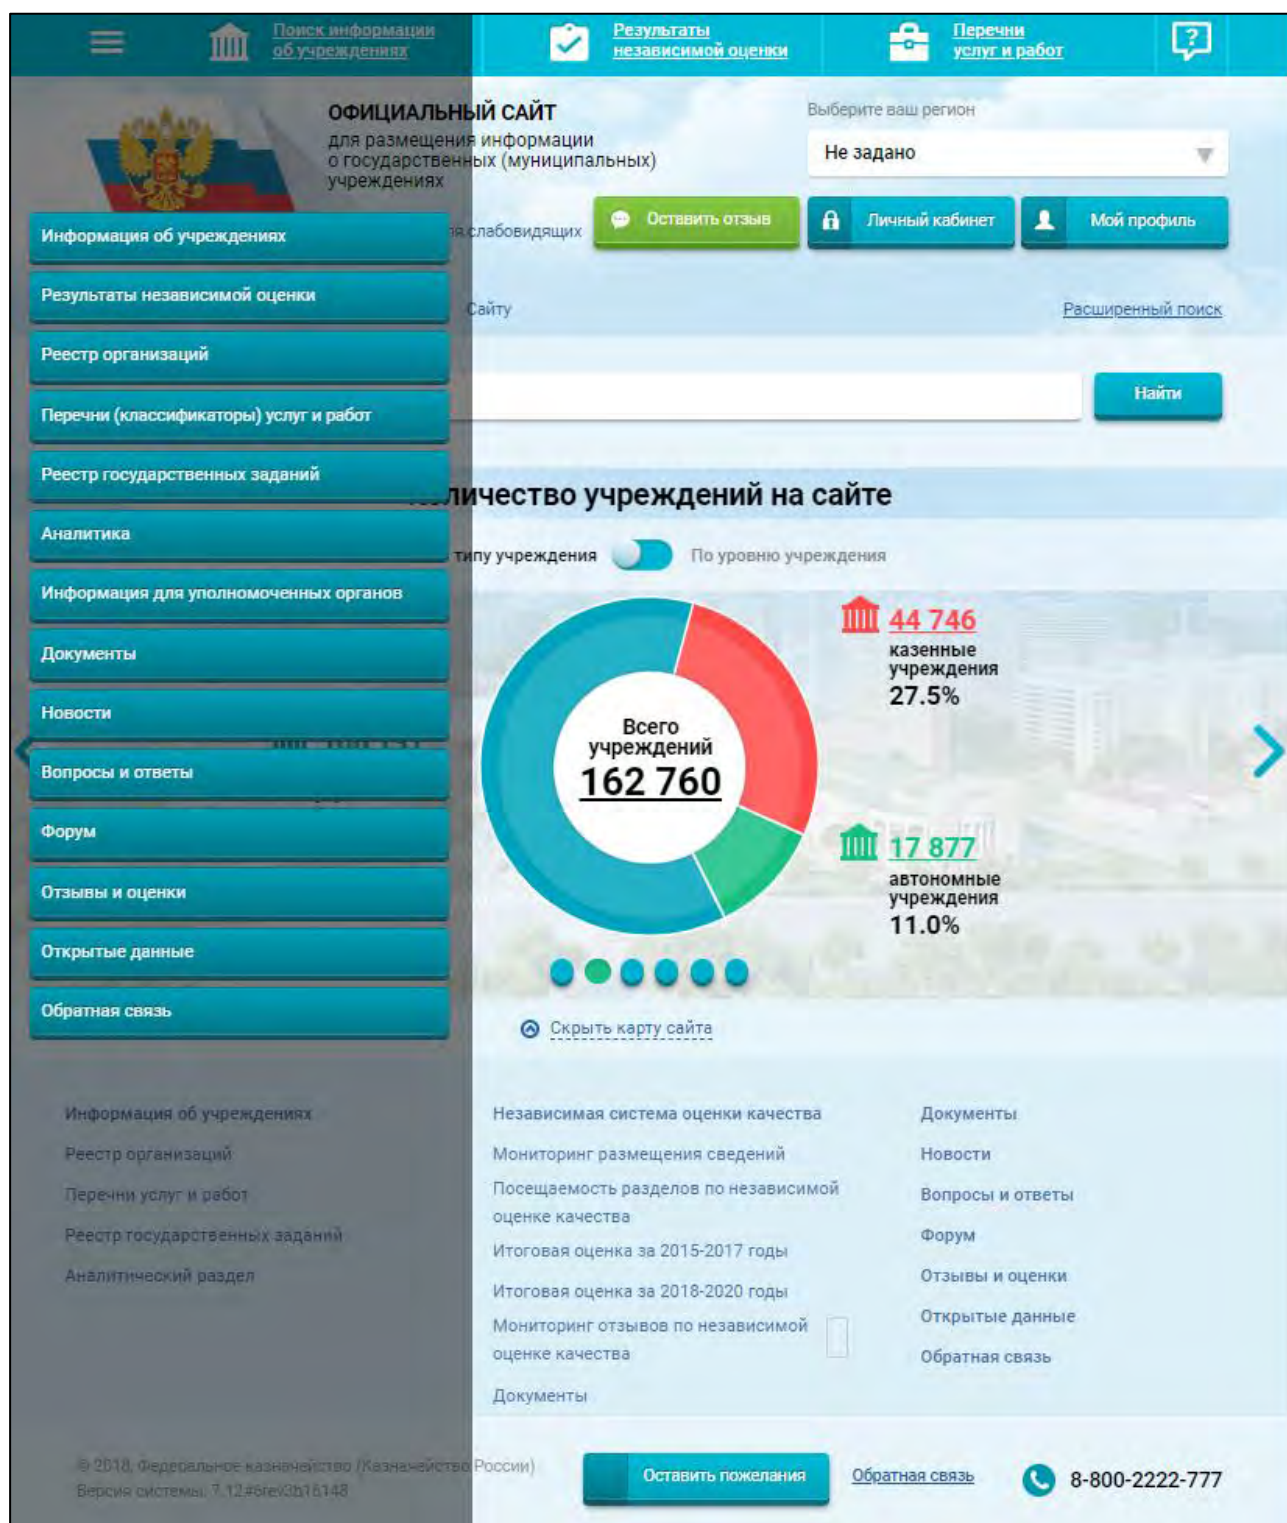 Поиск информации
об учреждениях
Результаты
независимой оценки
Перечни
услуг и работ
ОФИЦИАЛЬНЫЙ САЙТ
для размещения информации
о государственных (муниципальных)
учреждениях
Выберите ваш регион
Не задано
слабовидящих
Оставить отзыв
Личный кабинет
Мой профиль
Сайту
Расширенный поиск
Найти
Информация об учреждениях
Результаты независимой оценки
Реестр организаций
Перечни (классификаторы) услуг и работ
Реестр государственных заданий
Аналитика
Информация для уполномоченных органов
Документы
Новости
Вопросы и ответы
Форум
Отзывы и оценки
Открытые данные
Обратная связь
личество учреждений на сайте
типу учреждения
По уровню учреждения
Всего
учреждений
162 760
44 746
казенные
учреждения
27.5%
17 877
автономные
учреждения
11.0%
Скрыть карту сайта
Информация об учреждениях
Реестр организаций
Перечни услуг и работ
Реестр государственных заданий
Аналитический раздел
Независимая система оценки качества
Мониторинг размещения сведений
Посещаемость разделов по независимой
оценке качества
Итоговая оценка за 2015-2017 годы
Итоговая оценка за 2018-2020 годы
Мониторинг отзывов по независимой
оценке качества
Документы
Документы
Новости
Вопросы и ответы
Форум
Отзывы и оценки
Открытые данные
Обратная связь
© 2018, Федеральное казначейство (Казначейство России)
Версия системы: 7.12#6rev3b16148
Оставить пожелания
Обратная связь
8-800-2222-777